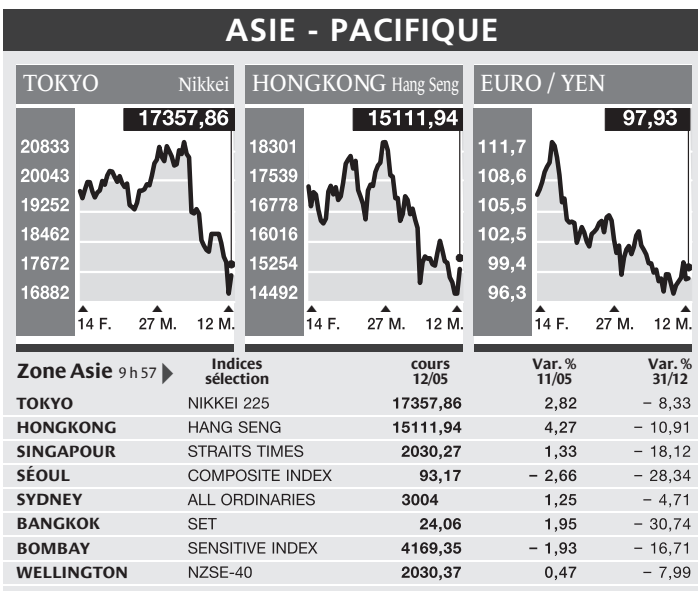 ASIE - PACIFIQUE
TOKYO Nikkei
17357,86
20833
20043
19252
18462
17672
16882
14 F. 27 M. 12 M.
HONGKONG Hang Seng
15111,94
18301
17539
16778
16016
15254
14492
14 F. 27 M. 12 M.
EURO / YEN
97,93
111,7
108,6
105,5
102,5
99,4
96,3
14 F. 27 M. 12 M.
Zone Asie 9 h 57 Indices sélection cours 12/05 Var. % 11/05 Var. % 31/12
TOKYO NIKKEI 225 17357,86 2,82 – 8,33
HONGKONG HANG SENG 15111,94 4,27 – 10,91
SINGAPOUR STRAITS TIMES 2030,27 1,33 – 18,12
SÉOUL COMPOSITE INDEX 93,17 – 2,66 – 28,34
SYDNEY ALL ORDINARIES 3004 1,25 – 4,71
BANGKOK SET 24,06 1,95 – 30,74
BOMBAY SENSITIVE INDEX 4169,35 – 1,93 – 16,71
WELLINGTON NZSE-40 2030,37 0,47 – 7,99